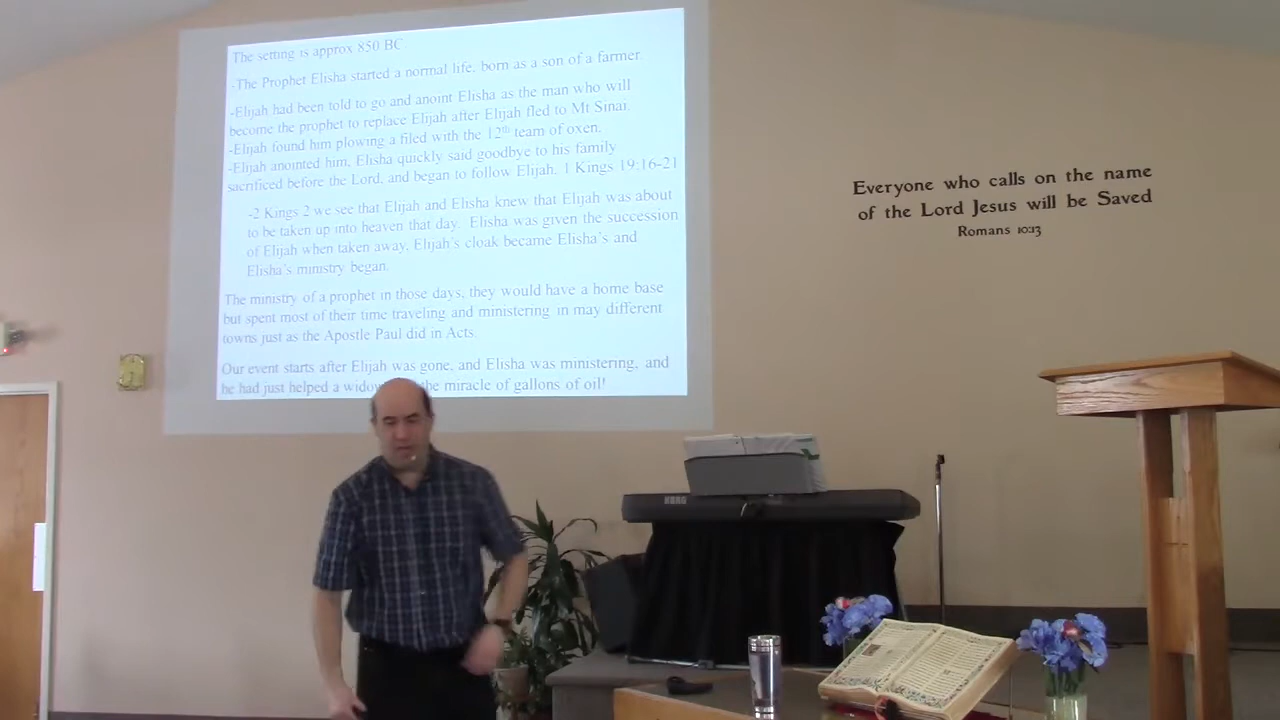 The setting is approx 850 BC
-The Prophet Elisha started a normal life, born as a son of a farmer.
-Elijah had been told to go and anoint Elisha as the man who will
become the prophet to replace Elijah after Elijah fled to Mt Sinai.
-Elijah found him plowing a filed with the 12th team of oxen.
-Elijah anointed him, Elisha quickly said goodbye to his family
sacrificed before the Lord, and began to follow Elijah. 1 Kings 19:16-21
-2 Kings 2 we see that Elijah and Elisha knew that Elijah was about
to be taken up into heaven that day. Elisha was given the succession
of Elijah when taken away, Elijah's cloak became Elisha's and
Elisha's ministry began.
The ministry of a prophet in those days, they would have a home base
but spent most of their time traveling and ministering in may different
towns just as the Apostle Paul did in Acts.
Our event starts after Elijah was gone, and Elisha was ministering, and
he had just helped a widow the miracle of gallons of oil!
Everyone who calls on the name
of the Lord Jesus will be Saved
Romans 10:13
KORG